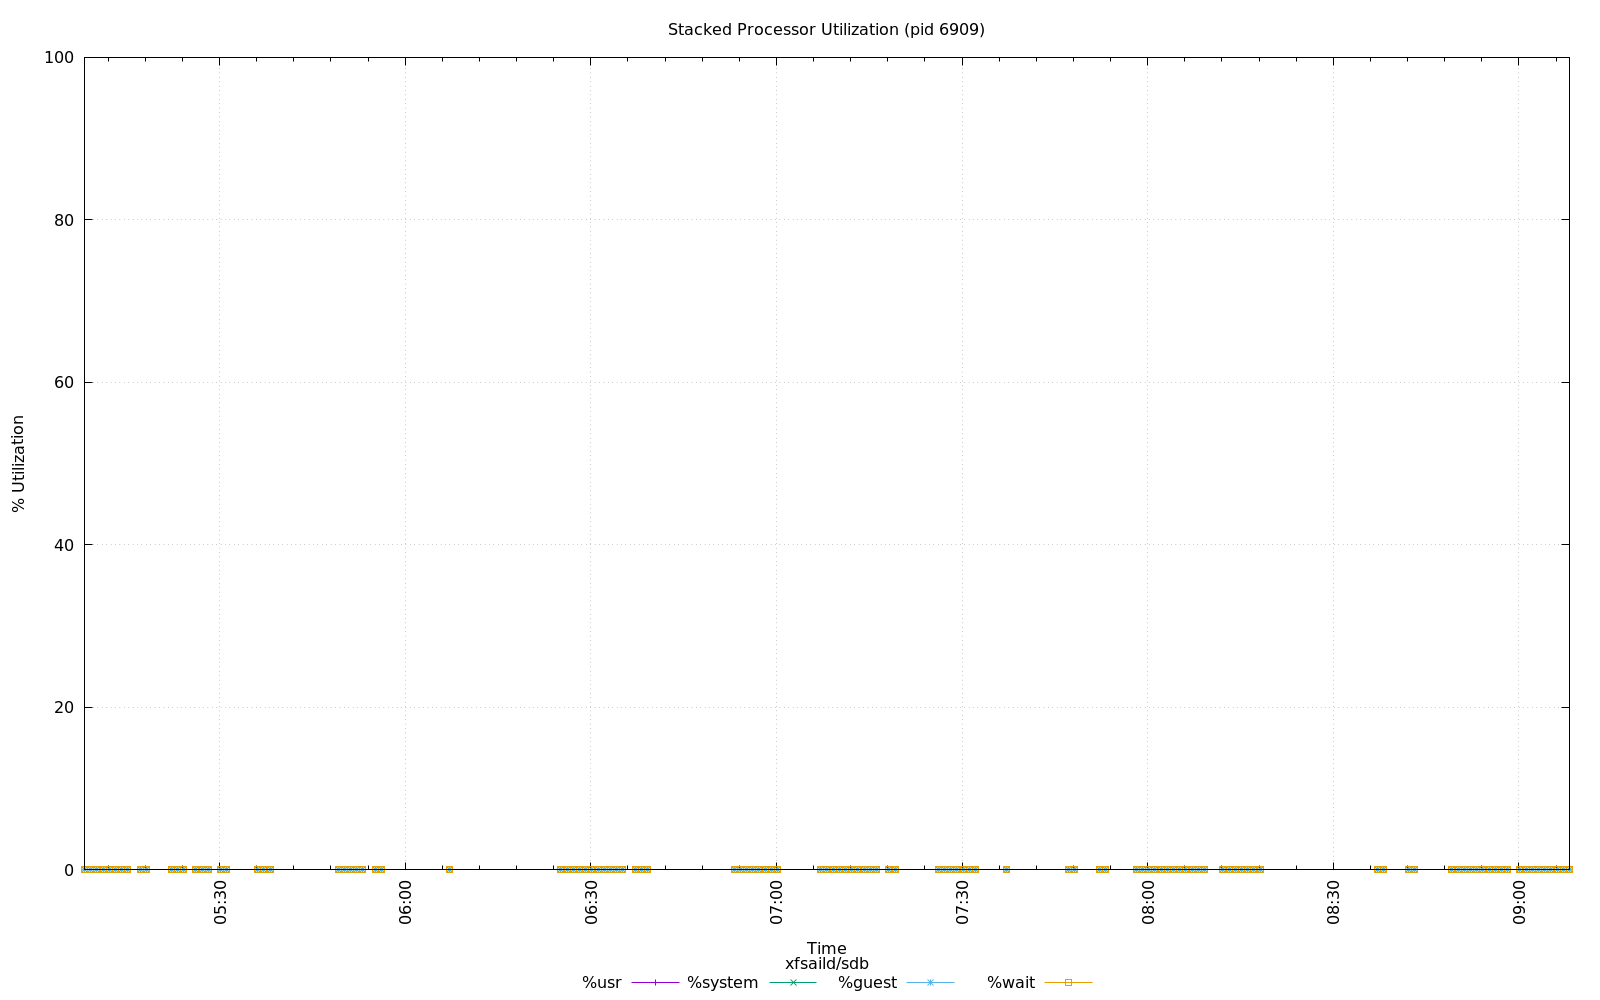 Stacked Processor Utilization (pid 6909)
100
80
60
40
20
0
% Utilization
05:30
06:00
06:30
07:00
07:30
08:00
08:30
09:00
Time
xfsaild/sdb
%usr %system %guest %wait